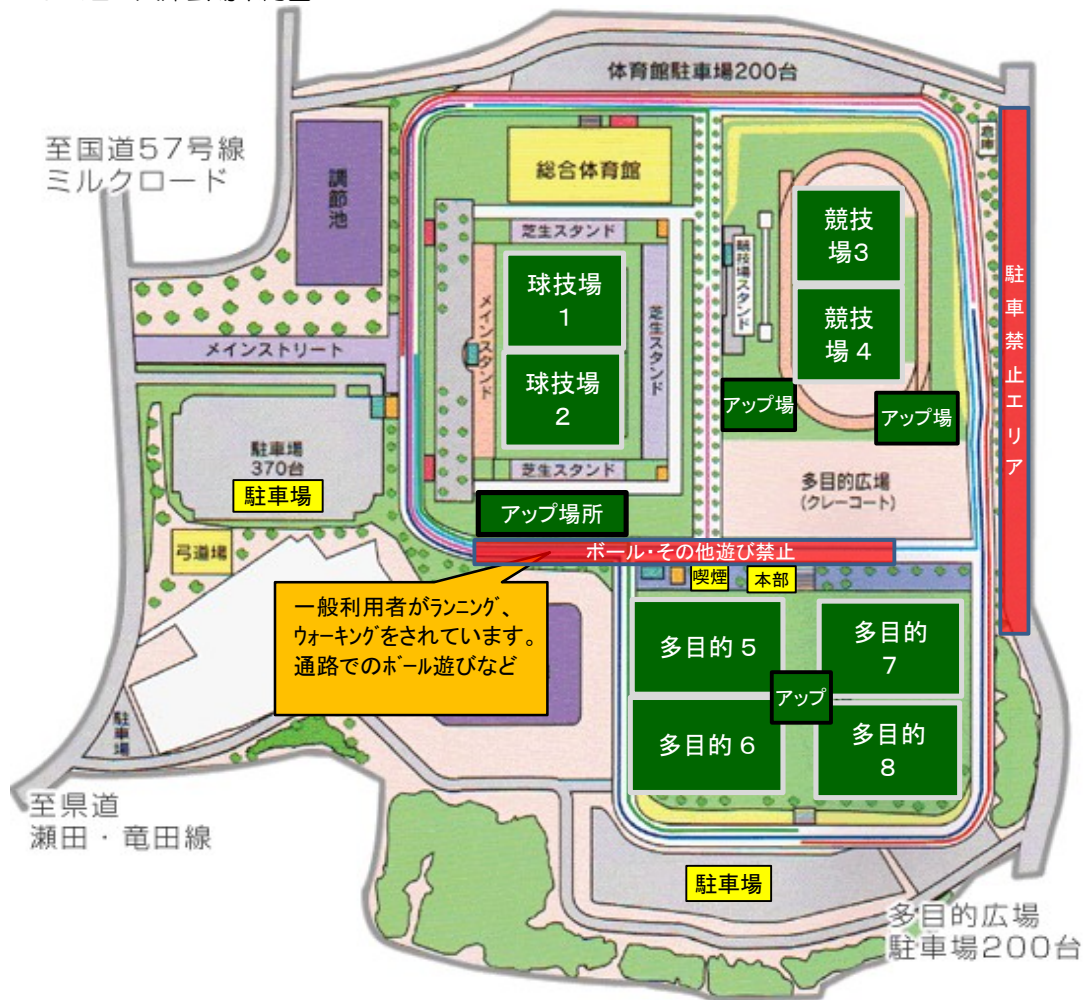 体育館駐車場200台
至国道57号線
ミルクロード
調節池
総合体育館
倉庫
芝生スタンド
競技
場3
競技場スタンド
球技場
1
メインスタンド
芝生スタンド
競技
場4
駐車禁止エリア
メインストリート
球技場
2
アップ場
アップ場
駐車場
370台
駐車場
芝生スタンド
多目的広場
(クレーコート)
アップ場所
弓道場
ボール・その他遊び禁止
喫煙
本部
一般利用者がﾗﾝﾆﾝｸﾞ、
ｳｫｰｷﾝｸﾞをされています。
通路でのﾎﾞｰﾙ遊びなど
多目的5
多目的
7
アップ
駐車場
多目的6
多目的
8
至県道
瀬田・竜田線
駐車場
多目的広場
駐車場200台